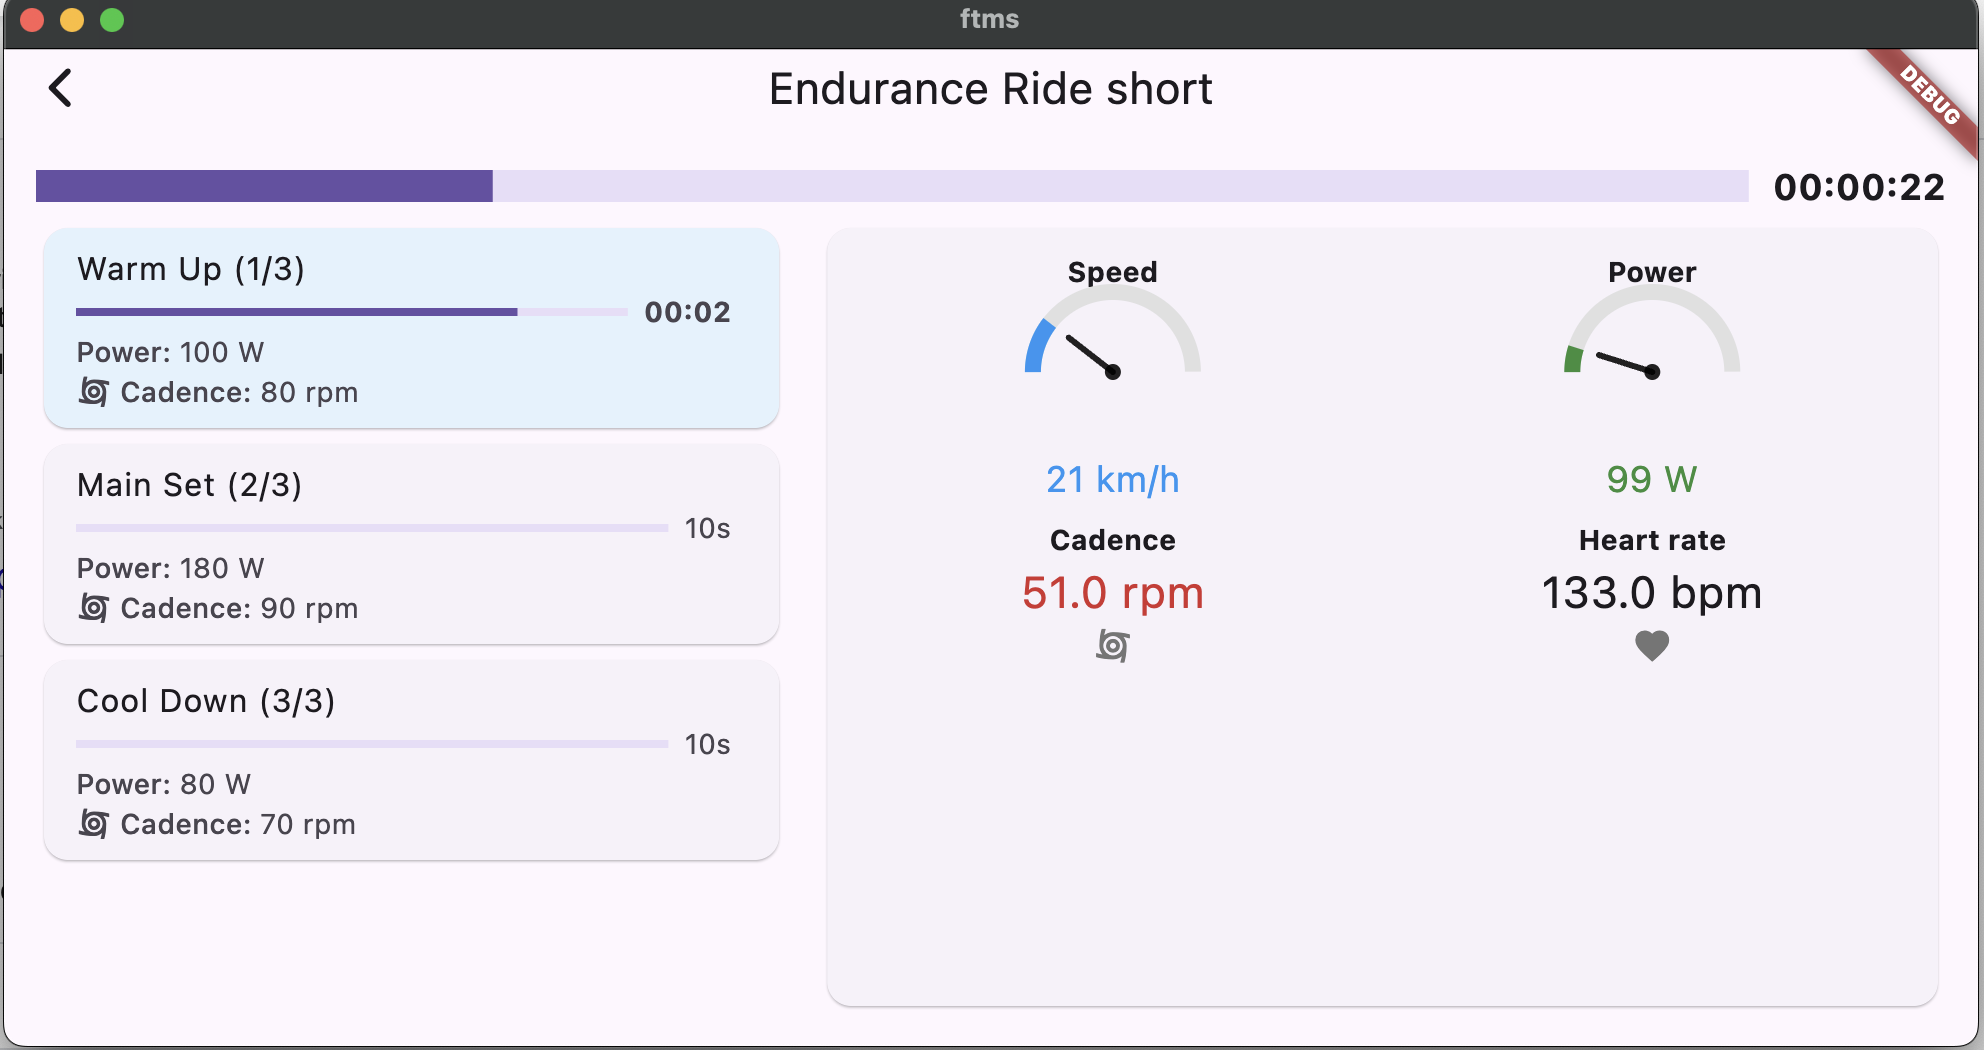 ftms
Endurance Ride short
DEBUG
00:00:22
Warm Up (1/3)
00:02
Power: 100 W
Cadence: 80 rpm
Main Set (2/3)
10s
Power: 180 W
Cadence: 90 rpm
Cool Down (3/3)
10s
Power: 80 W
Cadence: 70 rpm
Speed
21 km/h
Power
99 W
Cadence
51.0 rpm
Heart rate
133.0 bpm